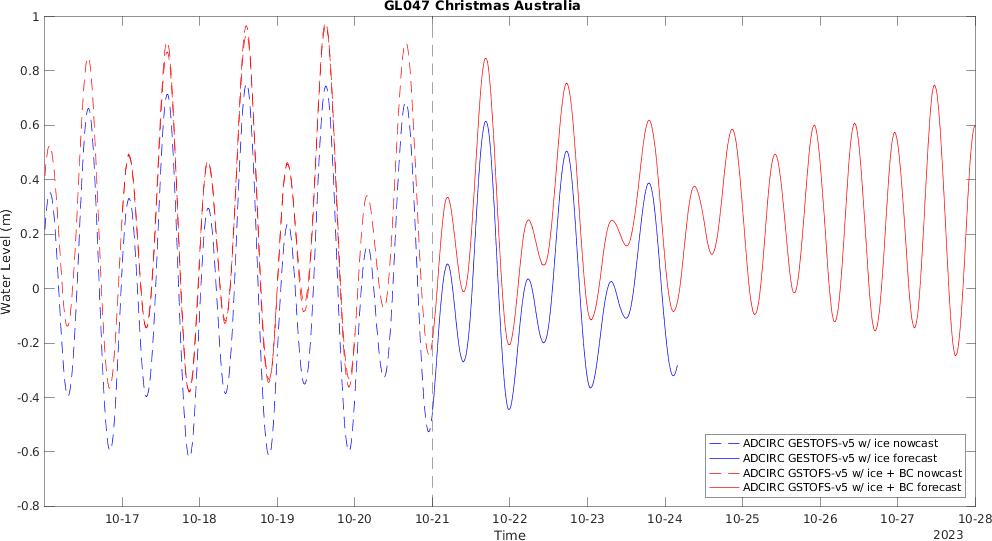 GL047 Christmas Australia
Water Level (m)
1
0.8
0.6
0.4
0.2
0
-0.2
-0.4
-0.6
-0.8
10-17 10-18 10-19 10-20 10-21 10-22 10-23 10-24 10-25 10-26 10-27 10-28
2023
Time
ADCIRC GESTOFS-v5 w/ ice nowcast
ADCIRC GESTOFS-v5 w/ ice forecast
ADCIRC GSTOFS-v5 w/ ice + BC nowcast
ADCIRC GSTOFS-v5 w/ ice + BC forecast